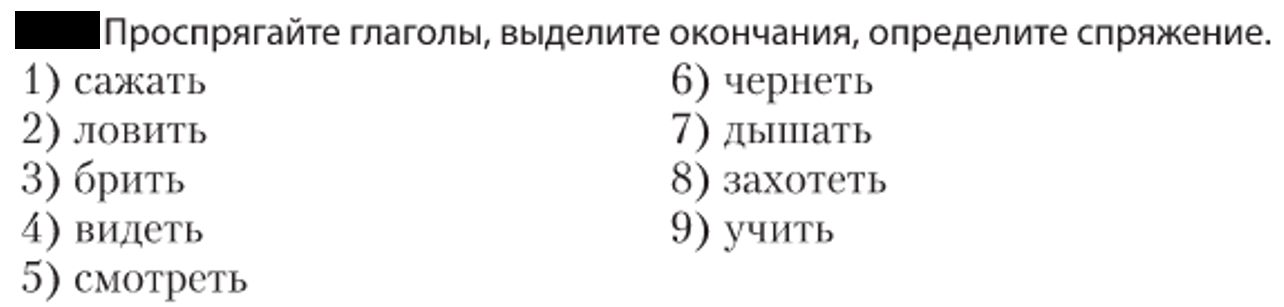 Проспрягайте глаголы, выделите окончания, определите спряжение.
1) сажать
2) ловить
3) брить
4) видеть
5) смотреть
6) чернеть
7) дышать
8) захотеть
9) учить